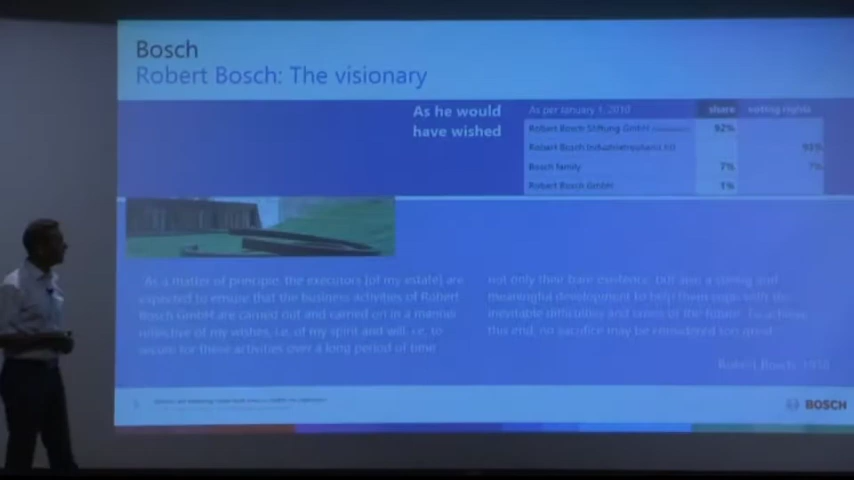 Bosch
Robert Bosch: The visionary
As he would
have wished
As per January 1, 2010 share voting rights
Robert Bosch Stiftung GmbH 92%
Robert Bosch 93%
Bosch family 7% 7%
Robert Bosch GmbH 1%
As a matter of principle, the executors [of my estate] are
expected to ensure that the business activities of Robert
Bosch GmbH are carried out and carried on in a manner
reflective of my wishes, i.e. of my spirit and will, i.e. to
secure for these activities over a long period of time
not only their bare existence, but also a strong and
meaningful development to help them cope with the
inevitable difficulties and crises of the future. To achieve
this end, no sacrifice may be considered too great.
Robert Bosch,
BOSCH